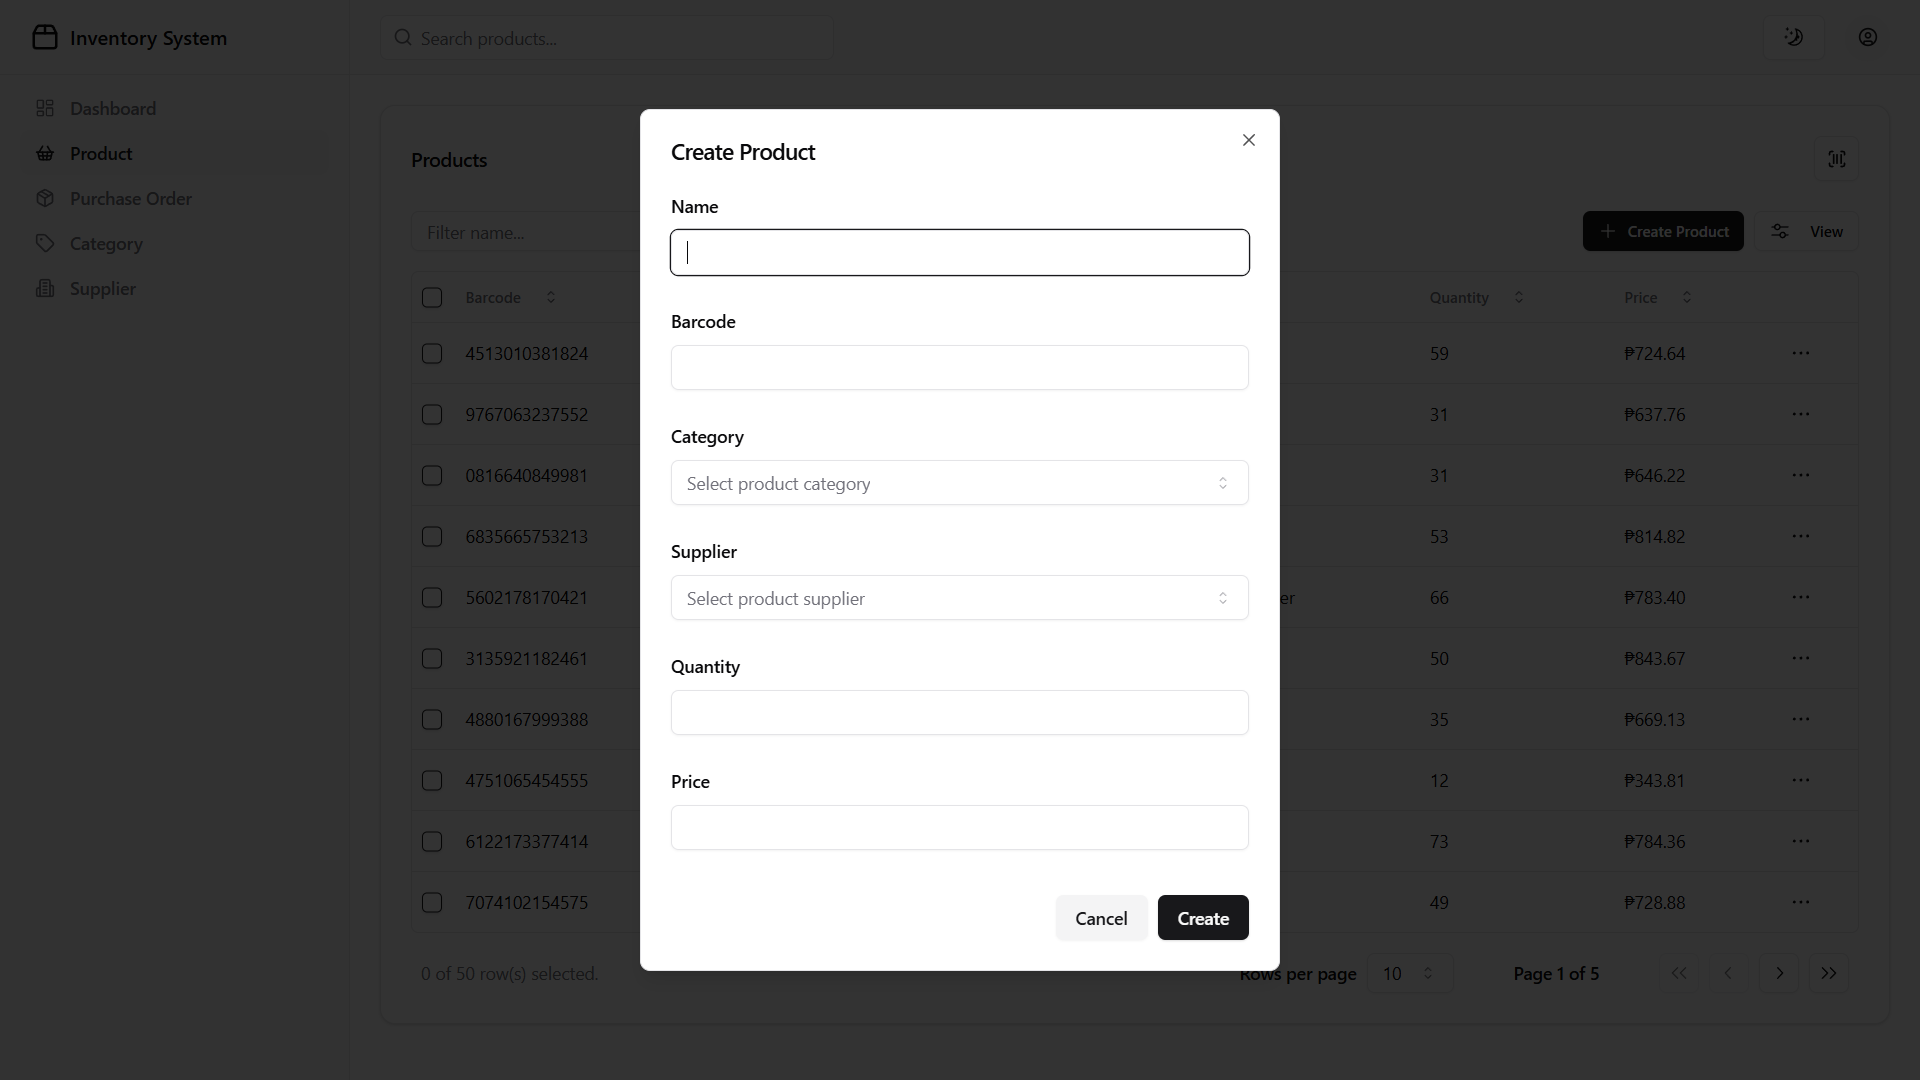 Inventory System
Search products...
Dashboard
Product
Purchase Order
Category
Supplier
Products
Filter name...
Create Product
View
Barcode
Quantity
Price
4513010381824
59
₱724.64
9767063237552
31
₱637.76
0816640849981
31
₱646.22
6835665753213
53
₱814.82
5602178170421
er
66
₱783.40
3135921182461
50
₱843.67
4880167999388
35
₱669.13
4751065454555
12
₱343.81
6122173377414
73
₱784.36
7074102154575
49
₱728.88
0 of 50 row(s) selected.
Rows per page
10
Page 1 of 5
Create Product
Name
Barcode
Category
Select product category
Supplier
Select product supplier
Quantity
Price
Cancel
Create